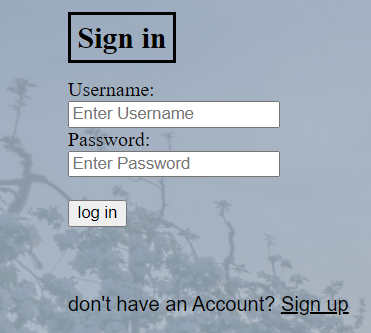 Sign in
Username:
Enter Username
Password:
Enter Password
log in
don't have an Account? Sign up